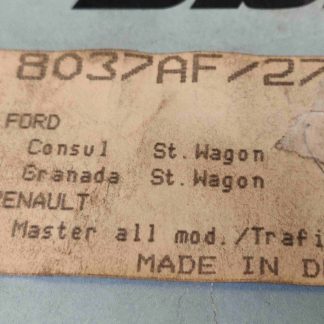 8037AF/27
FORD
Consul St. Wagon
Granada St. Wagon
RENAULT
Master all mod./Trafi
MADE IN D